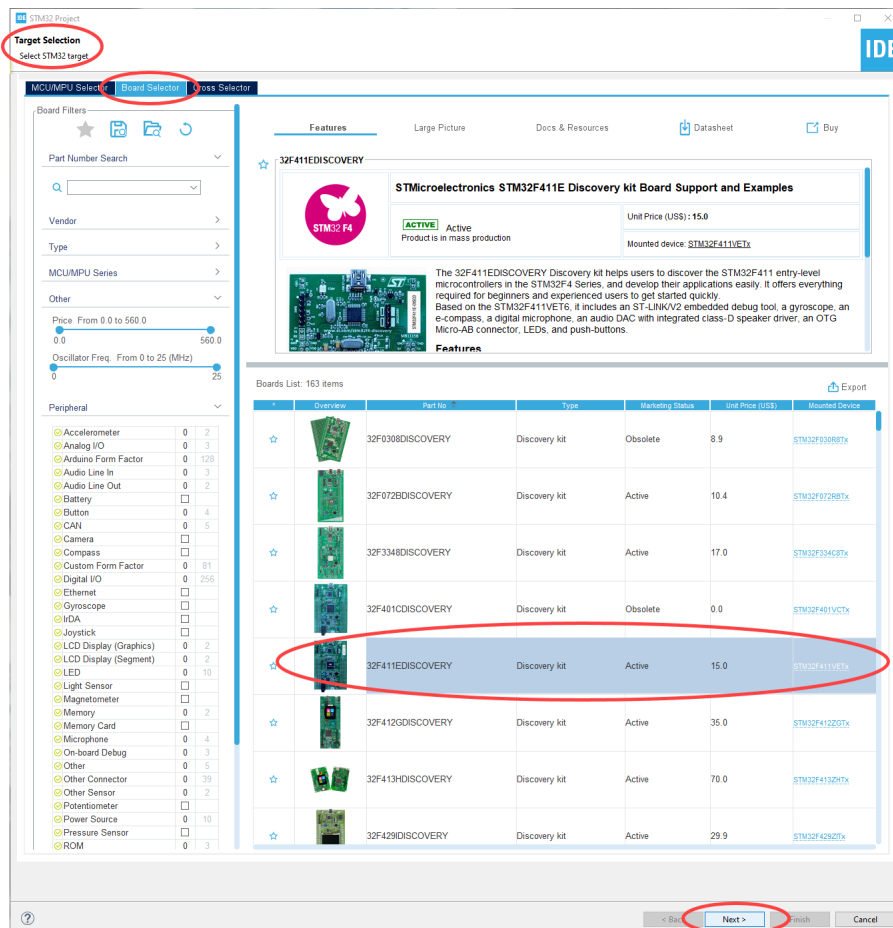 IDE STM32 Project
Target Selection
Select STM32 target
IDE
MCU/MPU Selector Board Selector Cross Selector
Board Filters
Part Number Search
Vendor
Type
MCU/MPU Series
Other
Price From 0.0 to 560.0
0.0 560.0
Oscillator Freq. From 0 to 25 (MHz)
0 25
Peripheral
Accelerometer 0 2
Analog I/O 0 3
Arduino Form Factor 0 128
Audio Line In 0 3
Audio Line Out 0 2
Battery
Button 0 4
CAN 0 5
Camera
Compass
Custom Form Factor 0 81
Digital I/O 0 256
Ethernet
Gyroscope
IrDA
Joystick
LCD Display (Graphics) 0 2
LCD Display (Segment) 0 2
LED 0 10
Light Sensor
Magnetometer
Memory 0 2
Memory Card
Microphone 0 4
On-board Debug 0 3
Other 0 5
Other Connector 0 39
Other Sensor 0 2
Potentiometer
Power Source 0 10
Pressure Sensor
ROM 0 3
Features Large Picture Docs & Resources Datasheet Buy
32F411EDISCOVERY
STM32 F4
STMicroelectronics STM32F411E Discovery kit Board Support and Examples
ACTIVE Active
Product is in mass production
Unit Price (US$) : 15.0
Mounted device: STM32F411VETx
The 32F411EDISCOVERY Discovery kit helps users to discover the STM32F411 entry-level
microcontrollers in the STM32F4 Series, and develop their applications easily. It offers everything
required for beginners and experienced users to get started quickly.
Based on the STM32F411VET6, it includes an ST-LINK/V2 embedded debug tool, a gyroscope, an
e-compass, a digital microphone, an audio DAC with integrated class-D speaker driver, an OTG
Micro-AB connector, LEDs, and push-buttons.
Features
Boards List: 163 items Export
* Overview Part No Type Marketing Status Unit Price (US$) Mounted Device
32F0308DISCOVERY Discovery kit Obsolete 8.9 STM32F030R8Tx
32F072BDISCOVERY Discovery kit Active 10.4 STM32F072RBTx
32F3348DISCOVERY Discovery kit Active 17.0 STM32F334C8Tx
32F401CDISCOVERY Discovery kit Obsolete 0.0 STM32F401VCTx
32F411EDISCOVERY Discovery kit Active 15.0 STM32F411VETx
32F412GDISCOVERY Discovery kit Active 35.0 STM32F412ZGTx
32F413HDISCOVERY Discovery kit Active 70.0 STM32F413ZHTx
32F429IDISCOVERY Discovery kit Active 29.9 STM32F429ZITx
? < Back Next > Finish Cancel